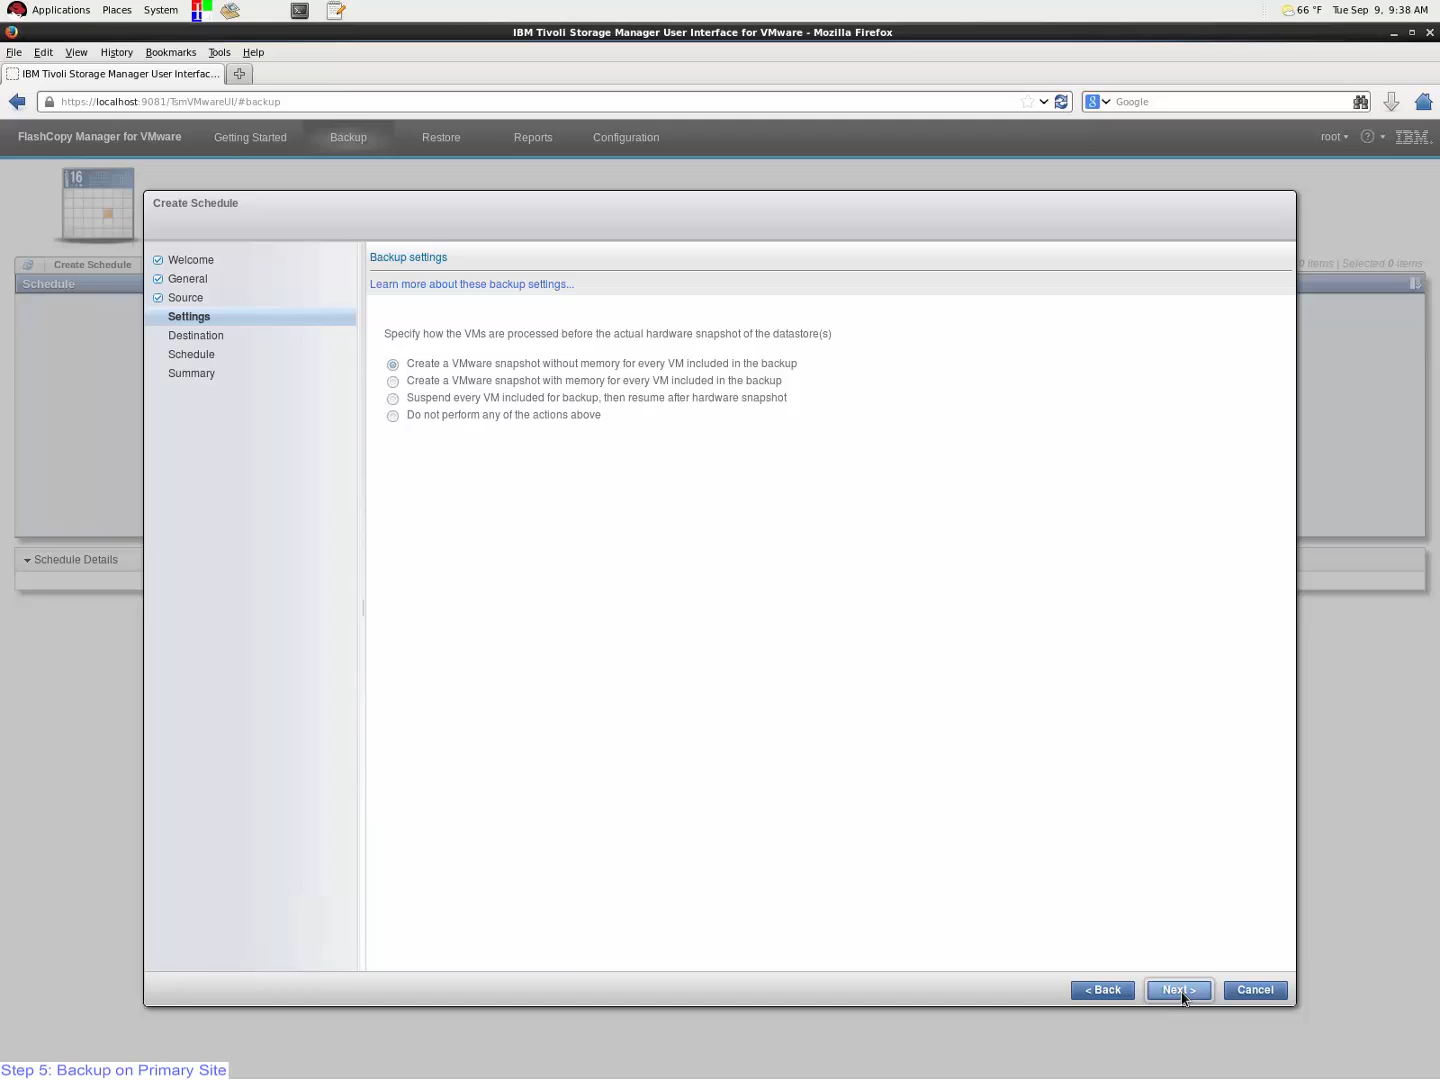 Applications Places System 66 °F Tue Sep 9, 9:38 AM
IBM Tivoli Storage Manager User Interface for VMware - Mozilla Firefox
File Edit View History Bookmarks Tools Help
IBM Tivoli Storage Manager User Interfac...
https://localhost:9081/TsmVMwareUI/#backup Google
FlashCopy Manager for VMware Getting Started Backup Restore Reports Configuration root IBM.
16
Create Schedule
Create Schedule 0 items | Selected 0 items
Schedule
Welcome
General
Source
Settings
Destination
Schedule
Summary
Backup settings
Learn more about these backup settings...
Specify how the VMs are processed before the actual hardware snapshot of the datastore(s)
Create a VMware snapshot without memory for every VM included in the backup
Create a VMware snapshot with memory for every VM included in the backup
Suspend every VM included for backup, then resume after hardware snapshot
Do not perform any of the actions above
Schedule Details
< Back Next > Cancel
Step 5: Backup on Primary Site